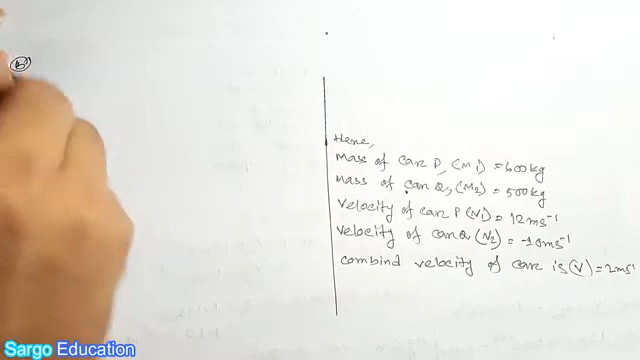 Here,
Mass of car P, (M1) = 600kg
Mass of car Q, (M2) = 500kg
Velocity of car P (V1) = 12ms⁻¹
Velocity of car Q (V2) = -10ms⁻¹
combind velocity of car is (V) = 2ms⁻¹
Sargo Education